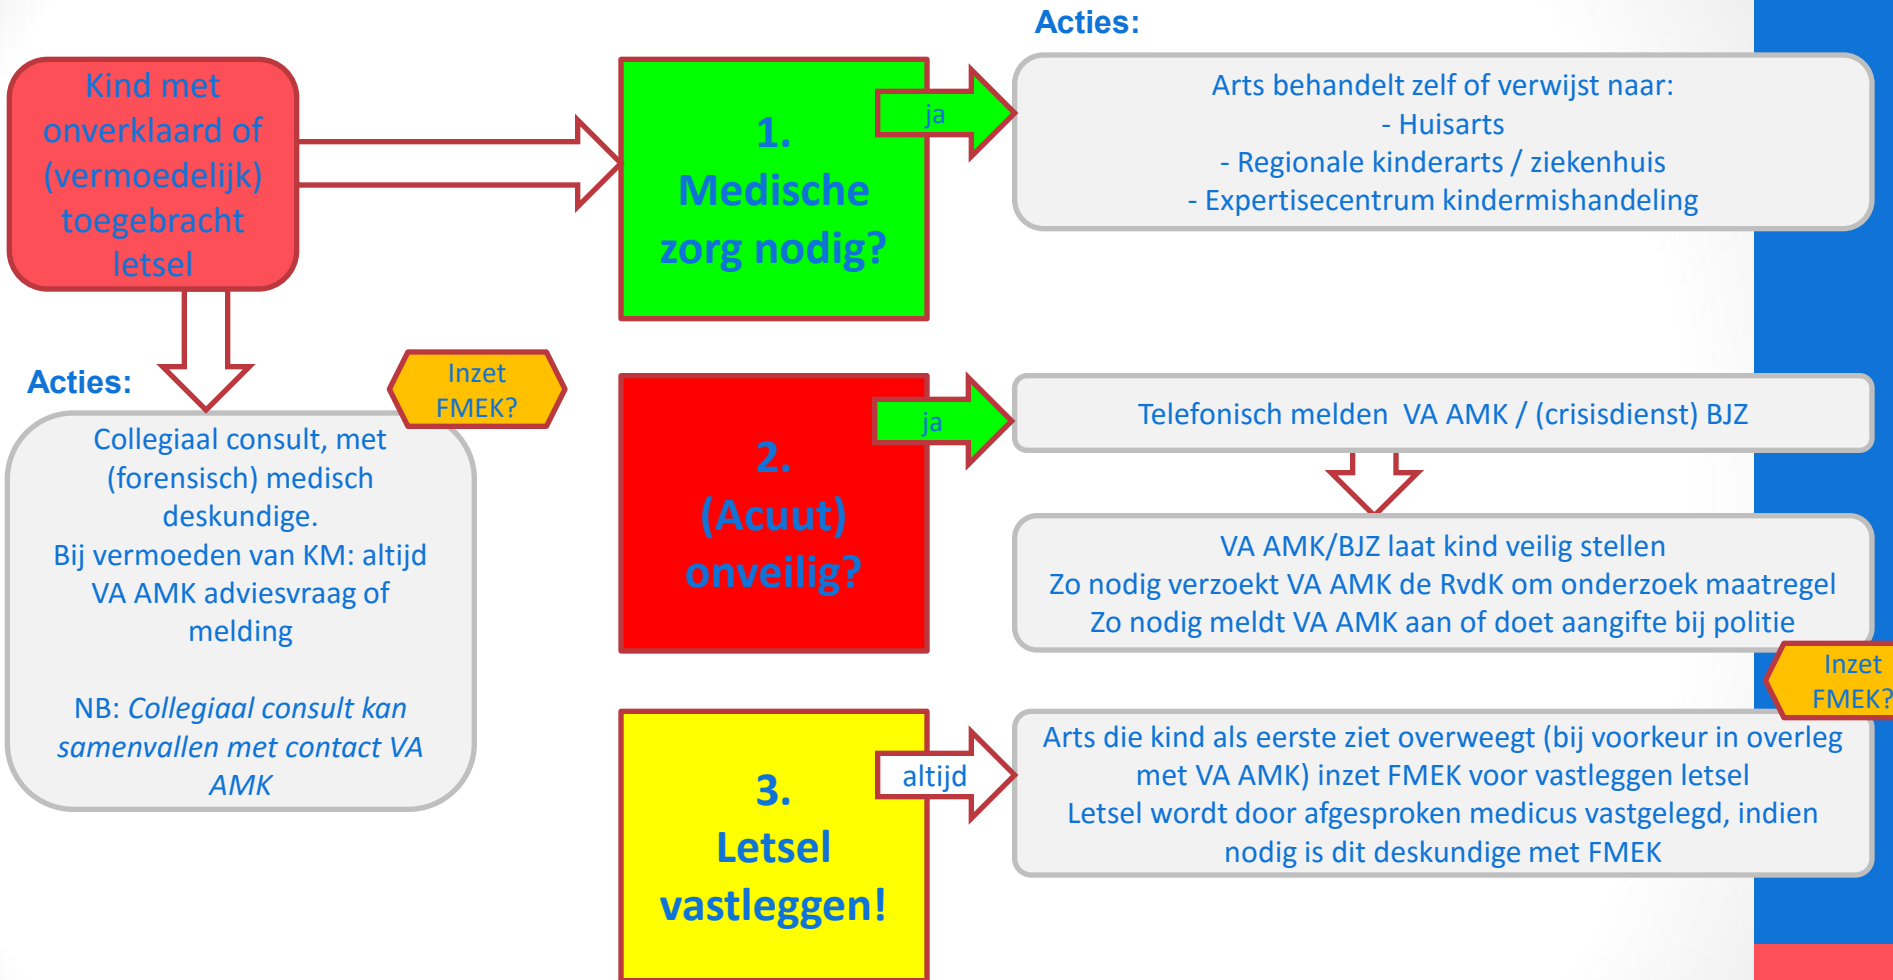 Kind met
onverklaard of
(vermoedelijk)
toegebracht
letsel
Acties:
Inzet
FMEK?
Collegiaal consult, met
(forensisch) medisch
deskundige.
Bij vermoeden van KM: altijd
VA AMK adviesvraag of
melding
NB: Collegiaal consult kan
samenvallen met contact VA
AMK
1.
Medische
zorg nodig?
ja
Acties:
Arts behandelt zelf of verwijst naar:
- Huisarts
- Regionale kinderarts / ziekenhuis
- Expertisecentrum kindermishandeling
2.
(Acuut)
onveilig?
ja
Telefonisch melden VA AMK / (crisisdienst) BJZ
VA AMK/BJZ laat kind veilig stellen
Zo nodig verzoekt VA AMK de RvdK om onderzoek maatregel
Zo nodig meldt VA AMK aan of doet aangifte bij politie
Inzet
FMEK?
3.
Letsel
vastleggen!
altijd
Arts die kind als eerste ziet overweegt (bij voorkeur in overleg
met VA AMK) inzet FMEK voor vastleggen letsel
Letsel wordt door afgesproken medicus vastgelegd, indien
nodig is dit deskundige met FMEK